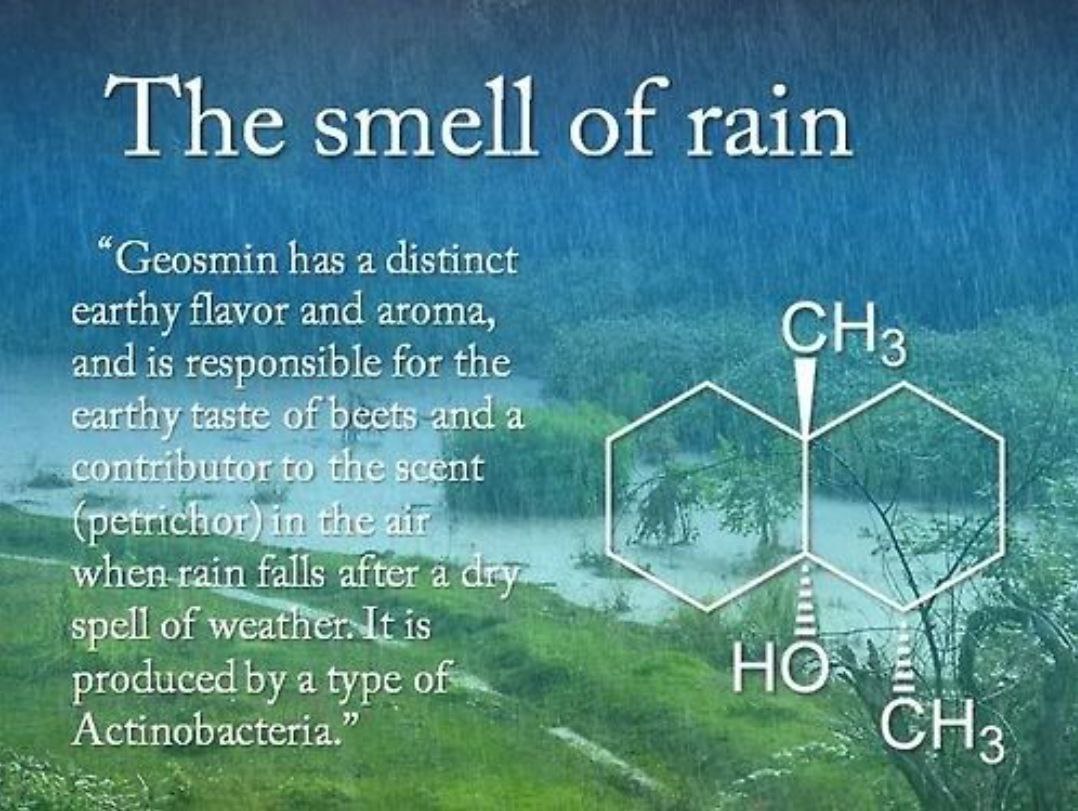 The smell of rain
“Geosmin has a distinct
earthy flavor and aroma,
and is responsible for the
earthy taste of beets and a
contributor to the scent
(petrichor) in the air
when rain falls after a dry
spell of weather. It is
produced by a type of
Actinobacteria.”
CH₃
HO
CH₃